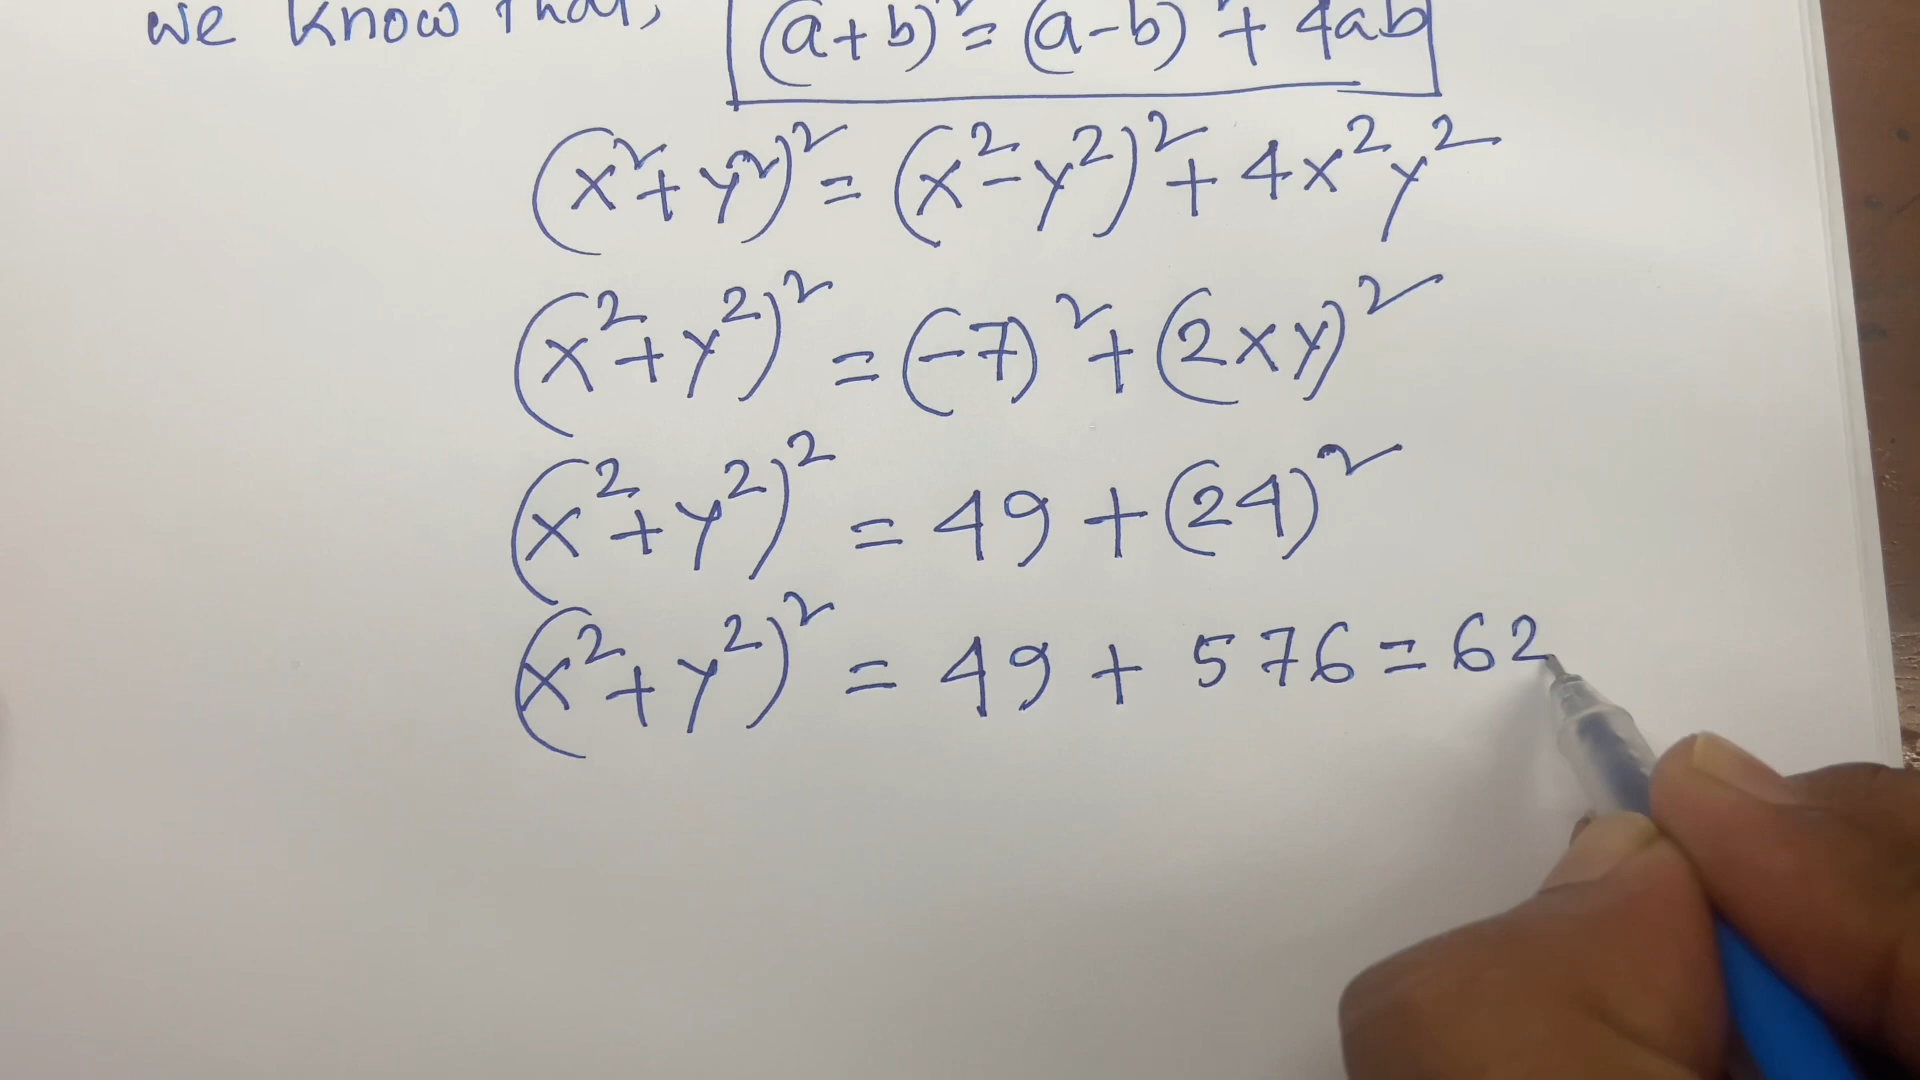 we know that, (a+b)² = (a-b)² + 4ab
(x²+y²)² = (x²-y²)² + 4x²y²
(x²+y²)² = (-7)² + (2xy)²
(x²+y²)² = 49 + (24)²
(x²+y²)² = 49 + 576 = 62